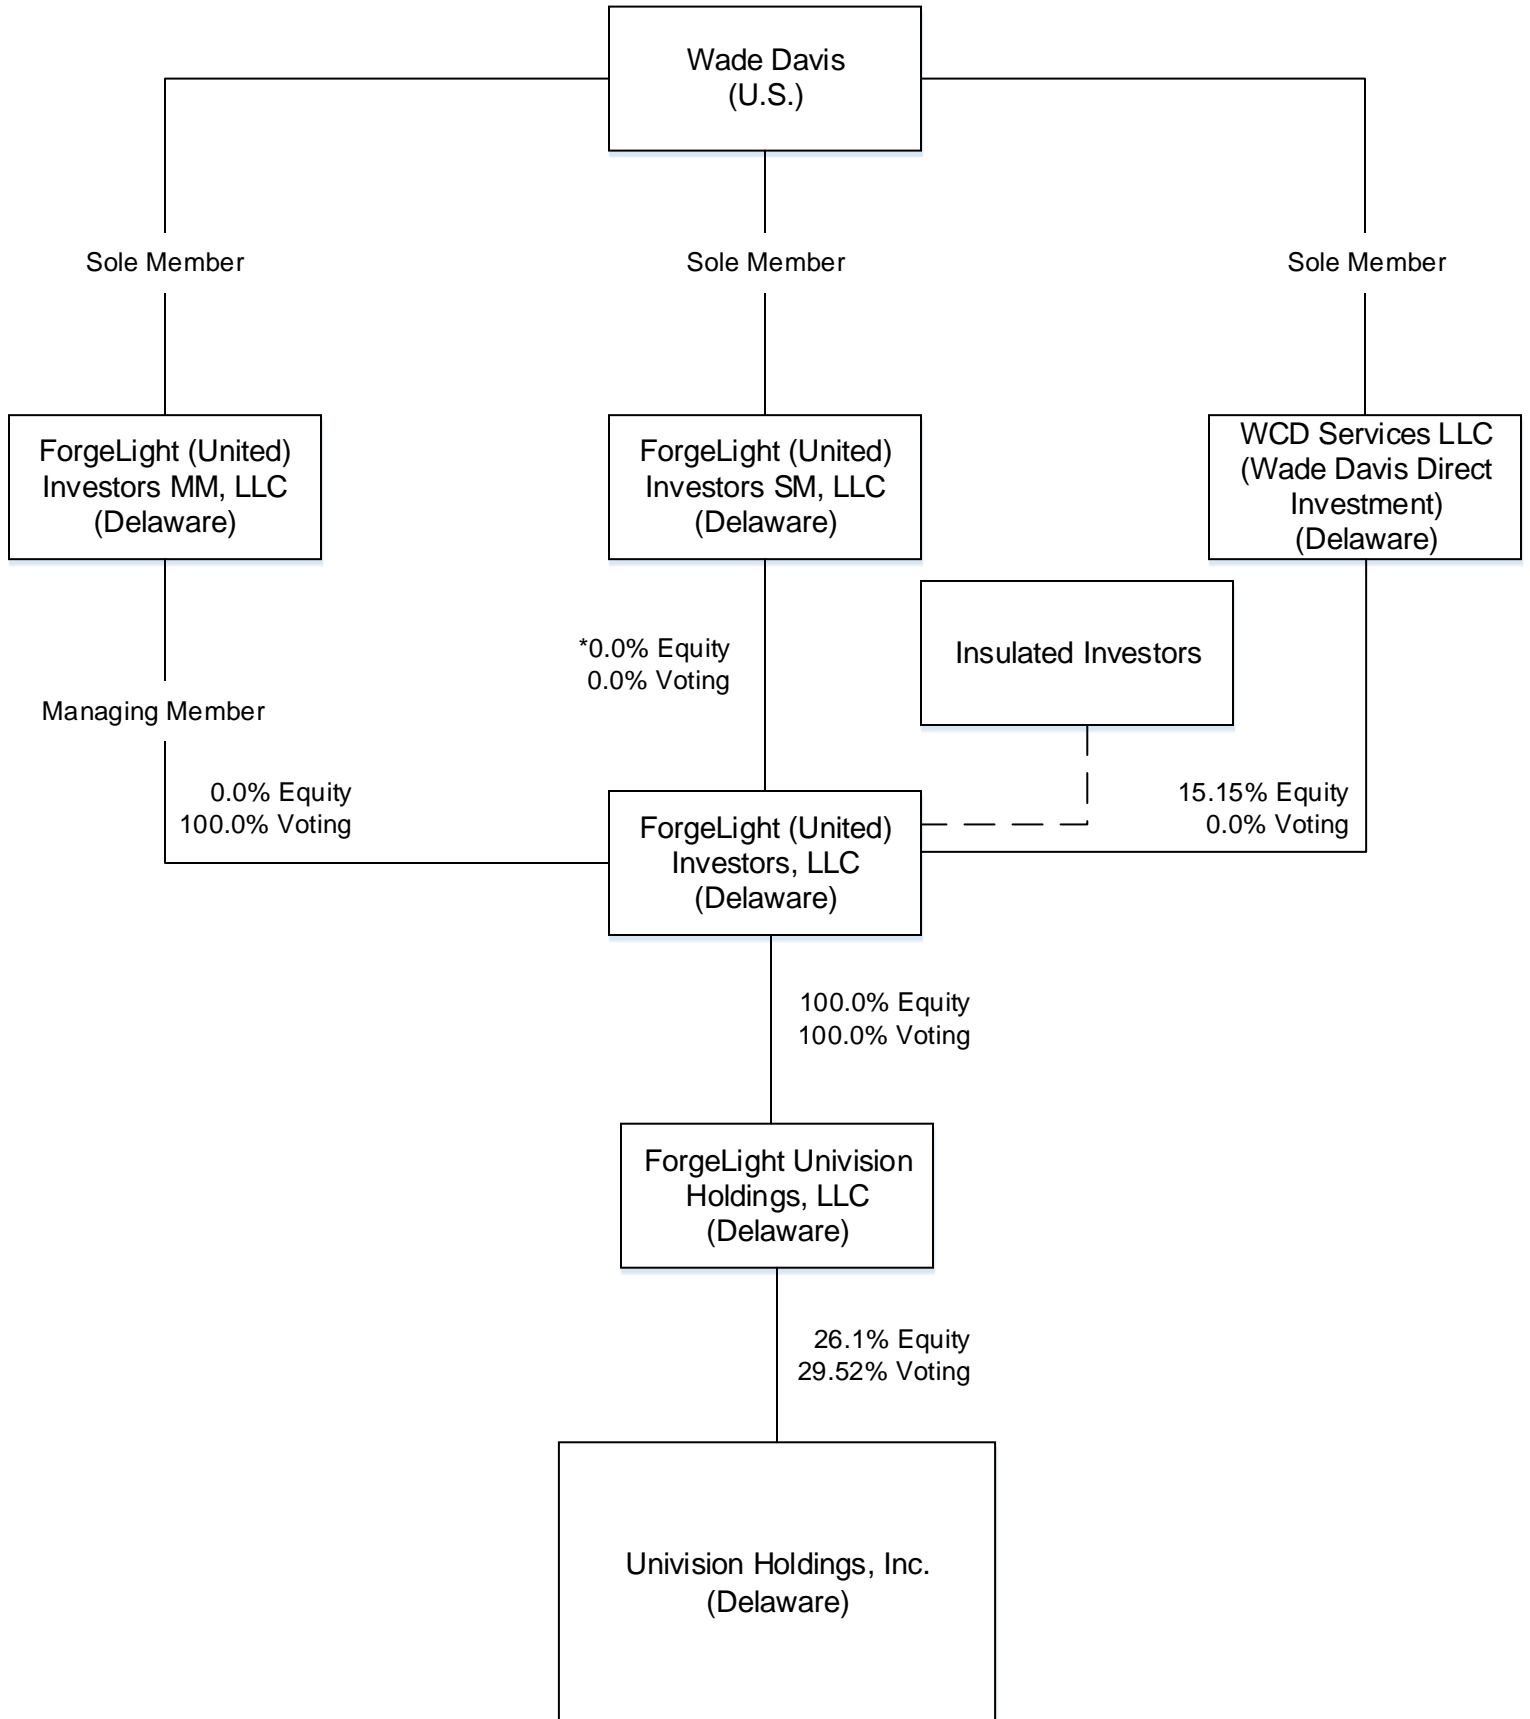 Wade Davis
(U.S.)
Sole Member
Sole Member
Sole Member
ForgeLight (United)
Investors MM, LLC
(Delaware)
ForgeLight (United)
Investors SM, LLC
(Delaware)
WCD Services LLC
(Wade Davis Direct
Investment)
(Delaware)
*0.0% Equity
0.0% Voting
Insulated Investors
Managing Member
0.0% Equity
100.0% Voting
15.15% Equity
0.0% Voting
ForgeLight (United)
Investors, LLC
(Delaware)
100.0% Equity
100.0% Voting
ForgeLight Univision
Holdings, LLC
(Delaware)
26.1% Equity
29.52% Voting
Univision Holdings, Inc.
(Delaware)